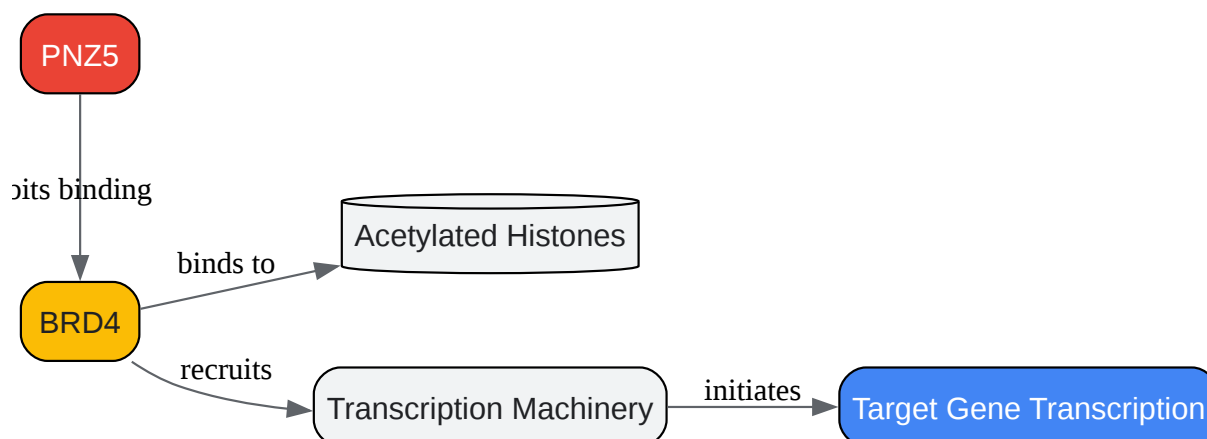 PNZ5
bits binding
Acetylated Histones
binds to
BRD4
recruits
Transcription Machinery
initiates
Target Gene Transcription